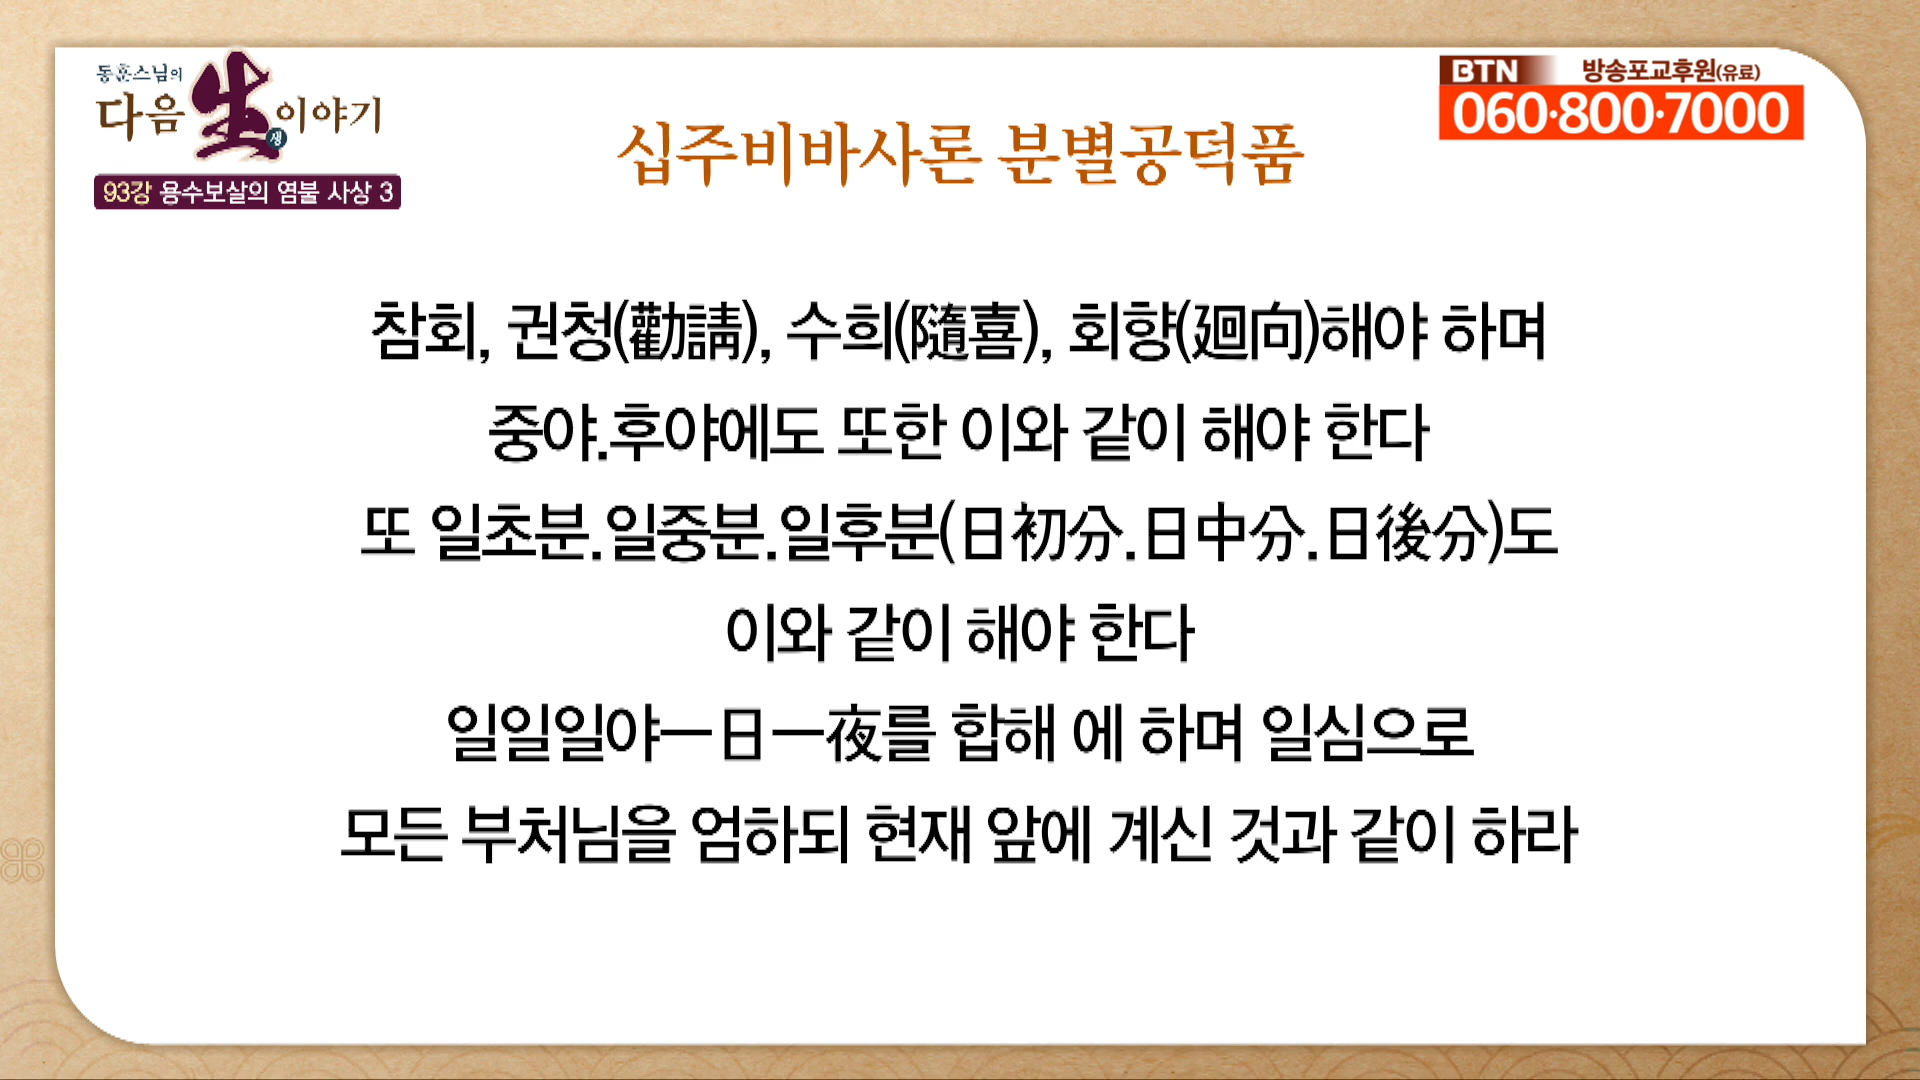 동훈스님의
다음 生 생 이야기
93강 용수보살의 염불 사상 3
BTN 방송포교후원(유료)
060·800·7000
십주비바사론 분별공덕품
참회, 권청(勸請), 수희(隨喜), 회향(廻向)해야 하며
중야.후야에도 또한 이와 같이 해야 한다
또 일초분.일중분.일후분(日初分.日中分.日後分)도
이와 같이 해야 한다
일일일야一日一夜를 합해 에 하며 일심으로
모든 부처님을 엄하되 현재 앞에 계신 것과 같이 하라